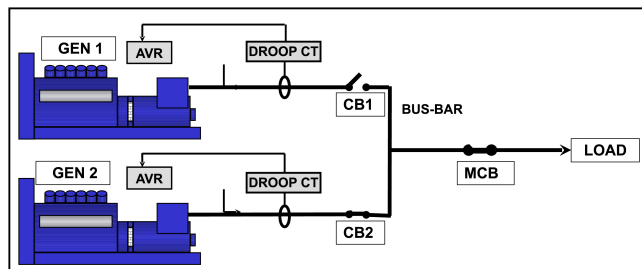 GEN 1
AVR
DROOP CT
CB1
BUS-BAR
MCB
LOAD
GEN 2
AVR
DROOP CT
CB2